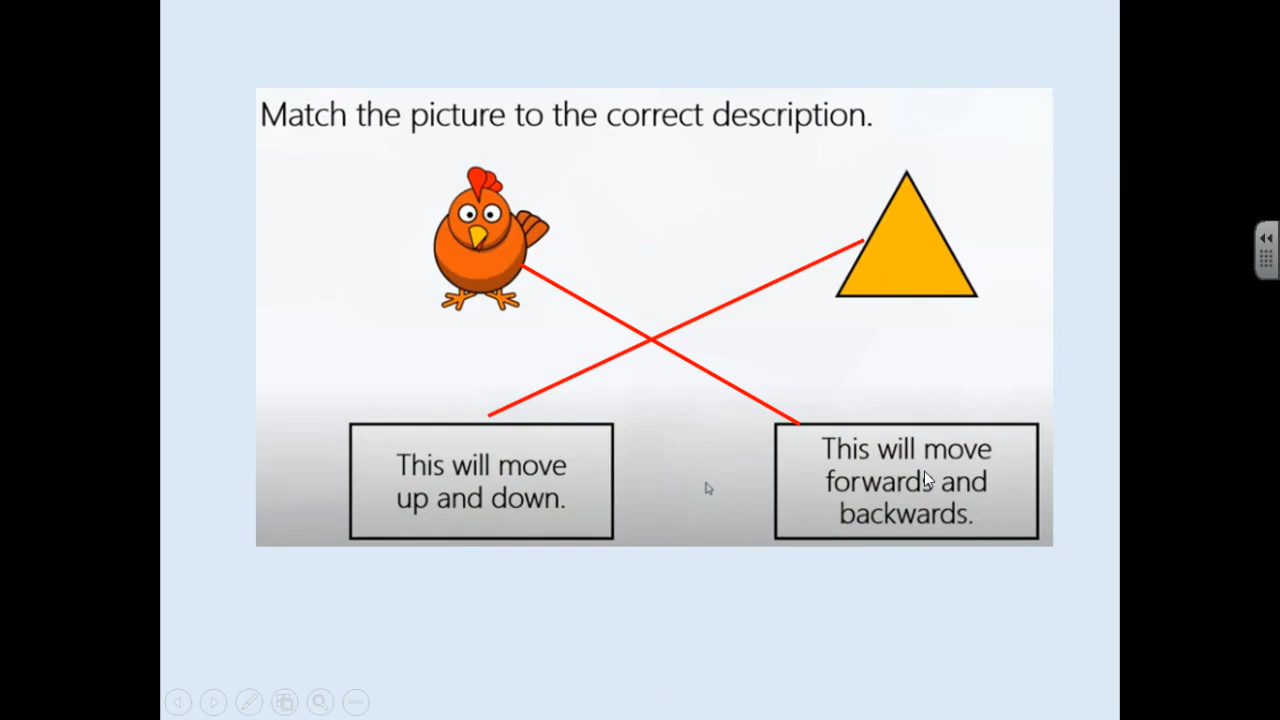 Match the picture to the correct description.
This will move
up and down.
This will move
forwards and
backwards.